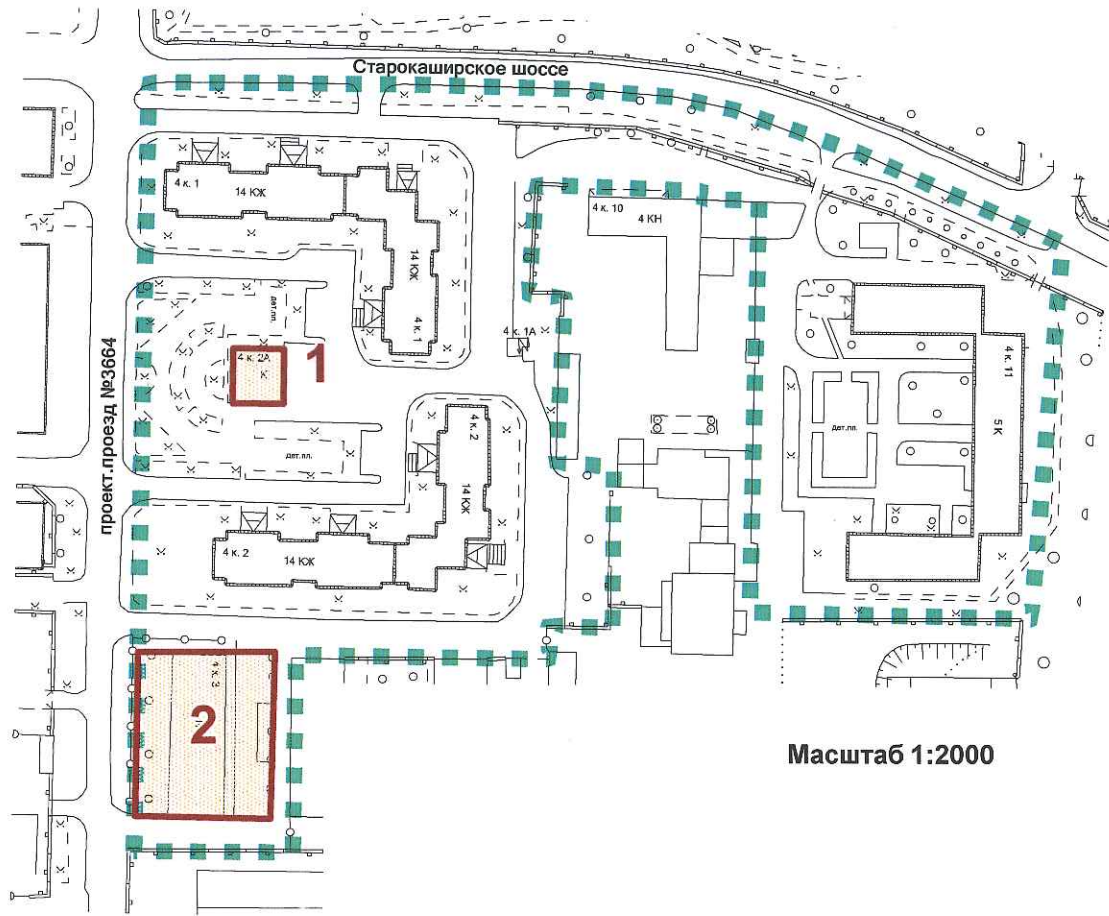 Старокаширское шоссе
4 к. 1
14 КЖ
4 к. 10
4 КН
14 КЖ
4 к. 1
дет.пл.
4 к. 1А
4 к. 2А
К
1
4 к. 11
5 К
проект.проезд №3664
дет.пл.
дет.пл.
4 к. 2
14 КЖ
4 к. 2
14 КЖ
4 к. 3
2
Масштаб 1:2000